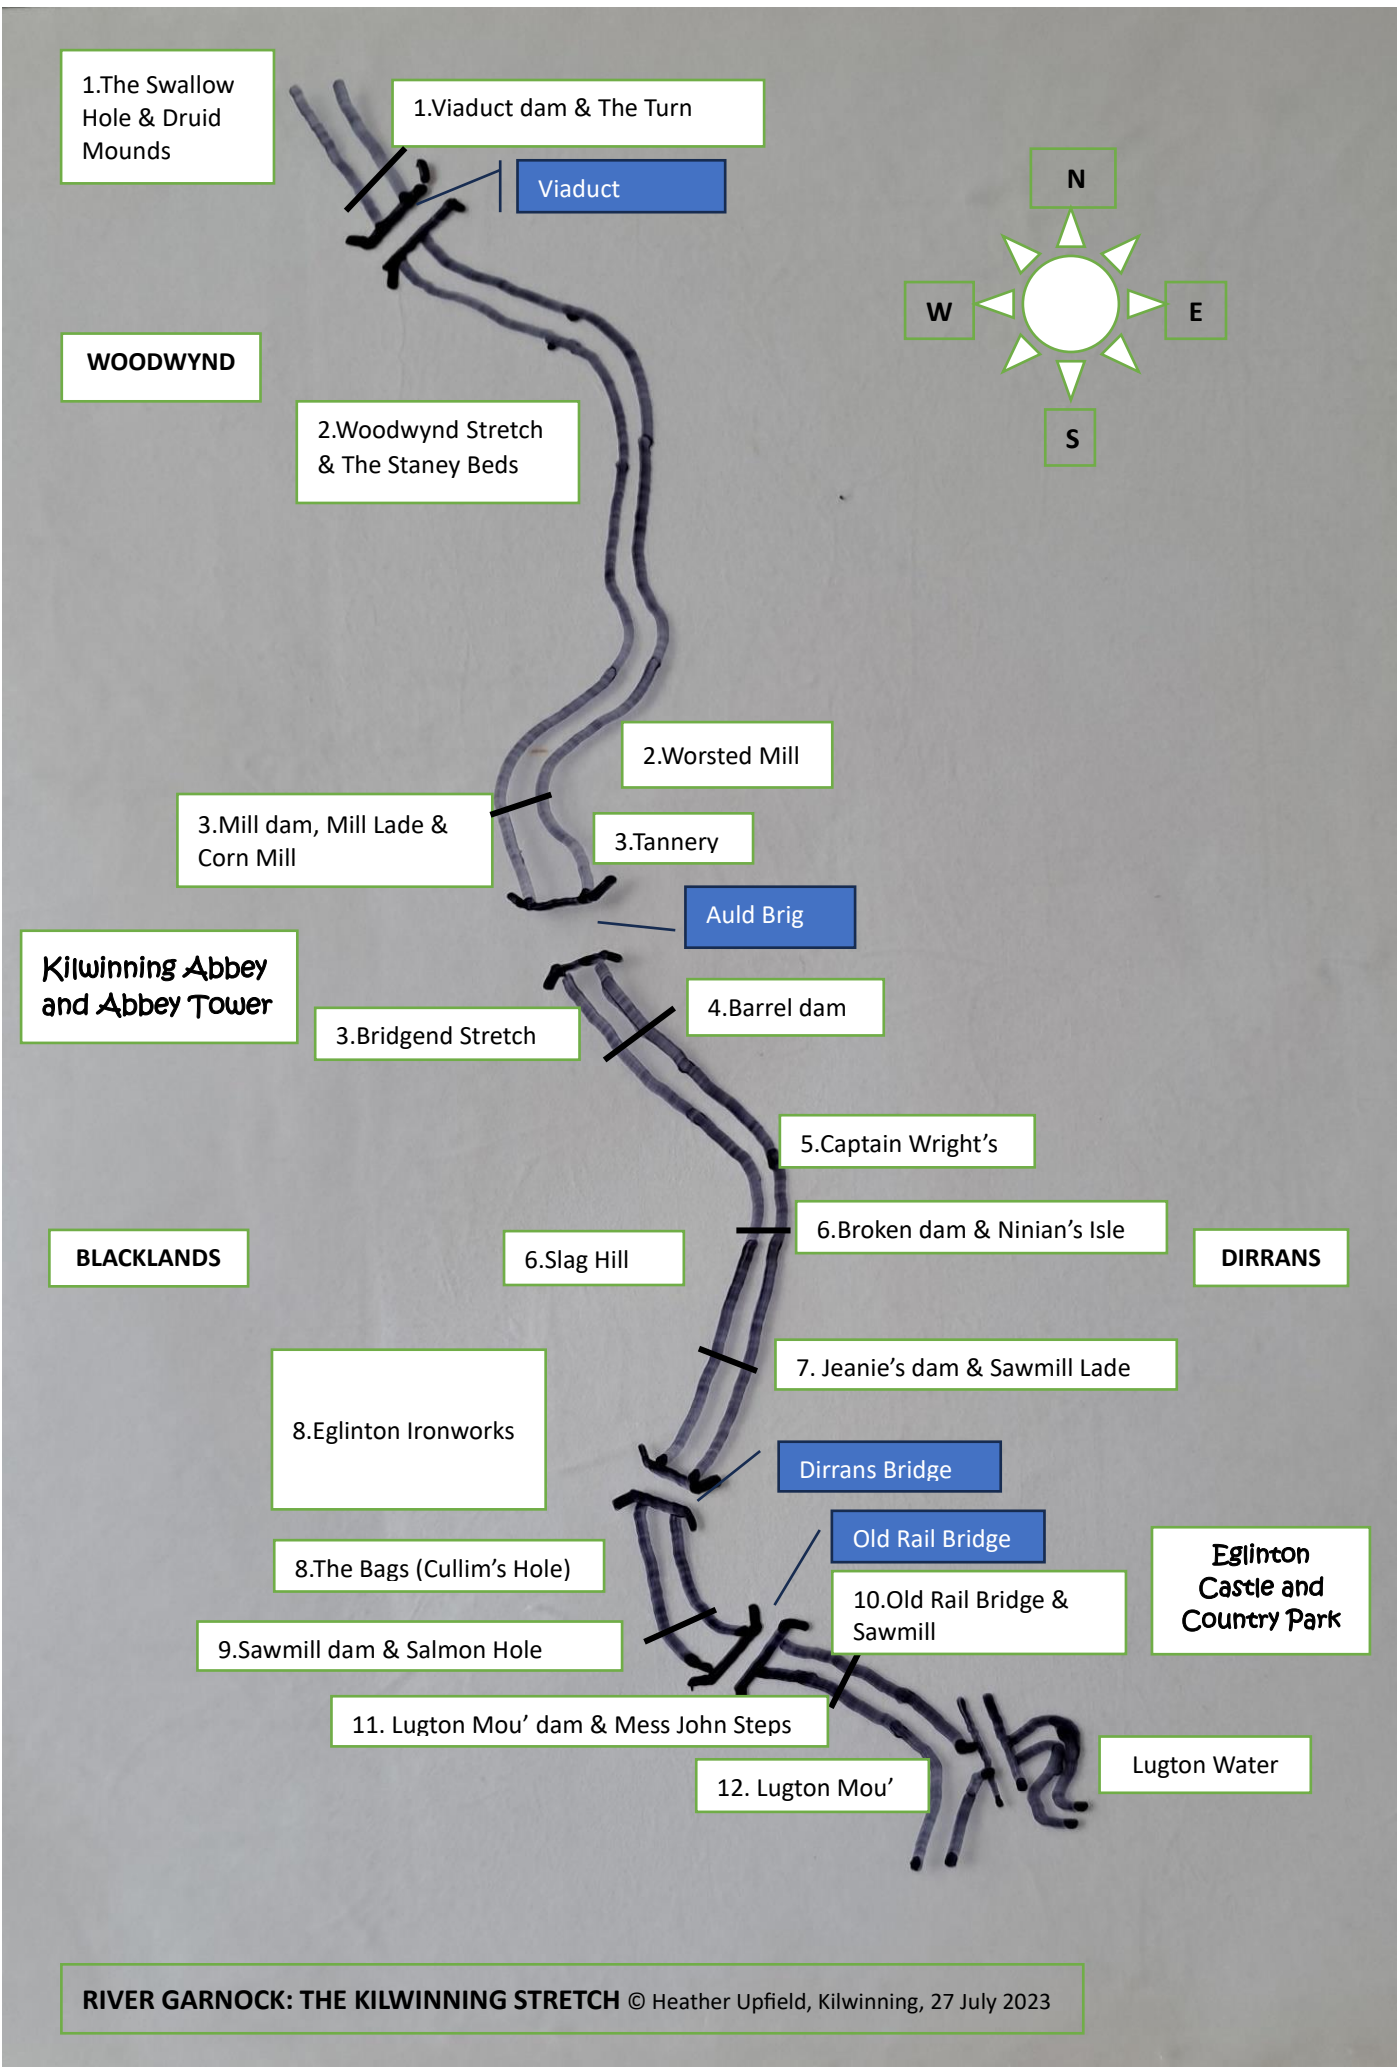 1.The Swallow
Hole & Druid
Mounds
1.Viaduct dam & The Turn
Viaduct
N
W
E
S
WOODWYND
2.Woodwynd Stretch
& The Staney Beds
2.Worsted Mill
3.Mill dam, Mill Lade &
Corn Mill
3.Tannery
Auld Brig
Kilwinning Abbey
and Abbey Tower
3.Bridgend Stretch
4.Barrel dam
5.Captain Wright’s
6.Broken dam & Ninian’s Isle
BLACKLANDS
6.Slag Hill
DIRRANS
7. Jeanie’s dam & Sawmill Lade
8.Eglinton Ironworks
Dirrans Bridge
Old Rail Bridge
8.The Bags (Cullim’s Hole)
Eglinton
Castle and
Country Park
10.Old Rail Bridge &
Sawmill
9.Sawmill dam & Salmon Hole
11. Lugton Mou’ dam & Mess John Steps
Lugton Water
12. Lugton Mou’
RIVER GARNOCK: THE KILWINNING STRETCH © Heather Upfield, Kilwinning, 27 July 2023